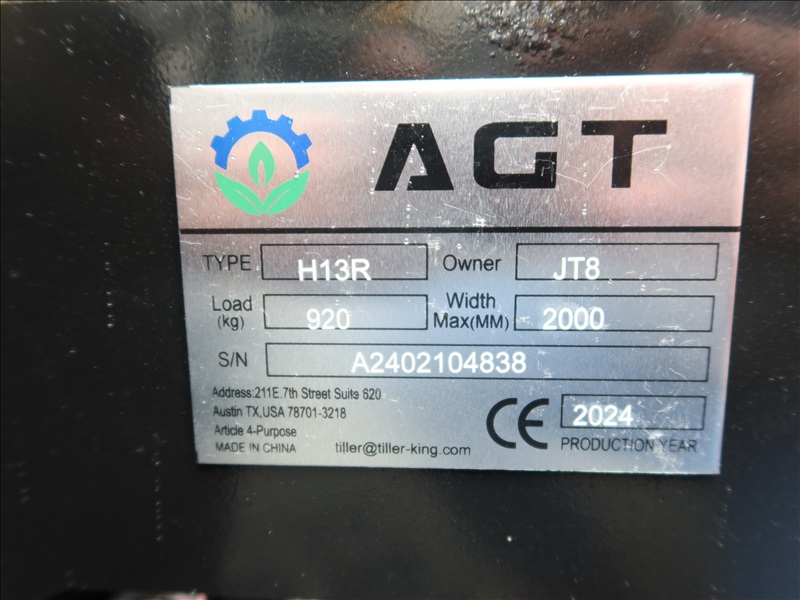 AGT
TYPE H13R Owner JT8
Load (kg) 920 Width Max(MM) 2000
S/N A2402104838
Address:211E.7th Street Suite 620
Austin TX,USA 78701-3218
Article 4-Purpose
MADE IN CHINA tiller@tiller-king.com
CE 2024
PRODUCTION YEAR